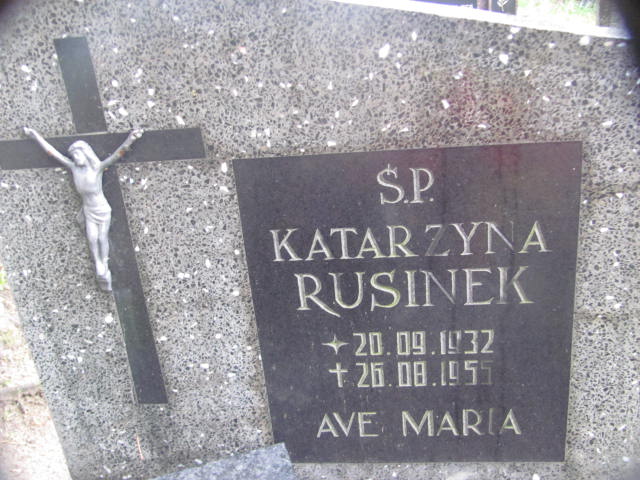 Ś.P.
KATARZYNA
RUSINEK
✦ 20.09.1932
✝ 26.08.1955
AVE MARIA